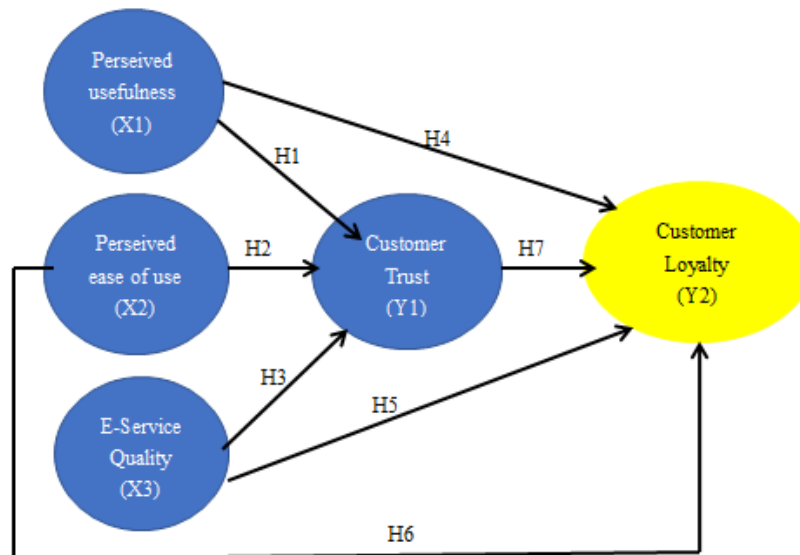 Perseived
usefulness
(X1)
H4
H1
Perseived
ease of use
(X2)
H2
Customer
Trust
(Y1)
H7
Customer
Loyalty
(Y2)
H3
E-Service
Quality
(X3)
H5
H6